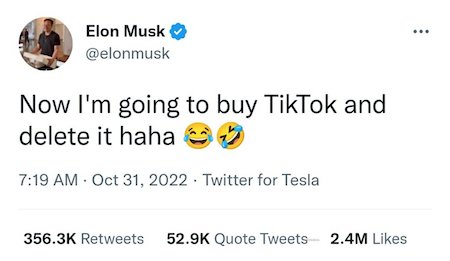 Elon Musk
@elonmusk
Now I'm going to buy TikTok and
delete it haha 😂🤣
7:19 AM · Oct 31, 2022 · Twitter for Tesla
356.3K Retweets 52.9K Quote Tweets 2.4M Likes